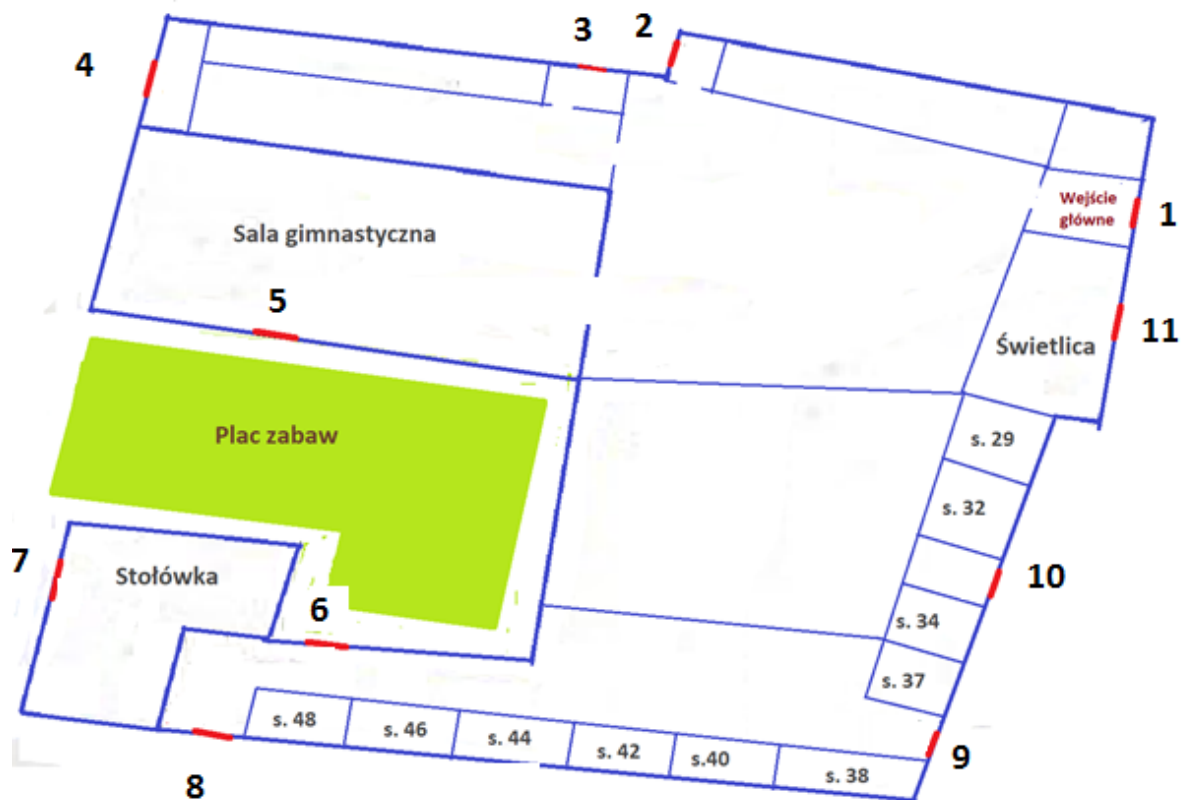 3
2
4
Wejście
główne
1
Sala gimnastyczna
5
11
Świetlica
Plac zabaw
s. 29
s. 32
7
Stołówka
10
6
s. 34
s. 37
s. 48
s. 46
s. 44
s. 42
s.40
s. 38
9
8